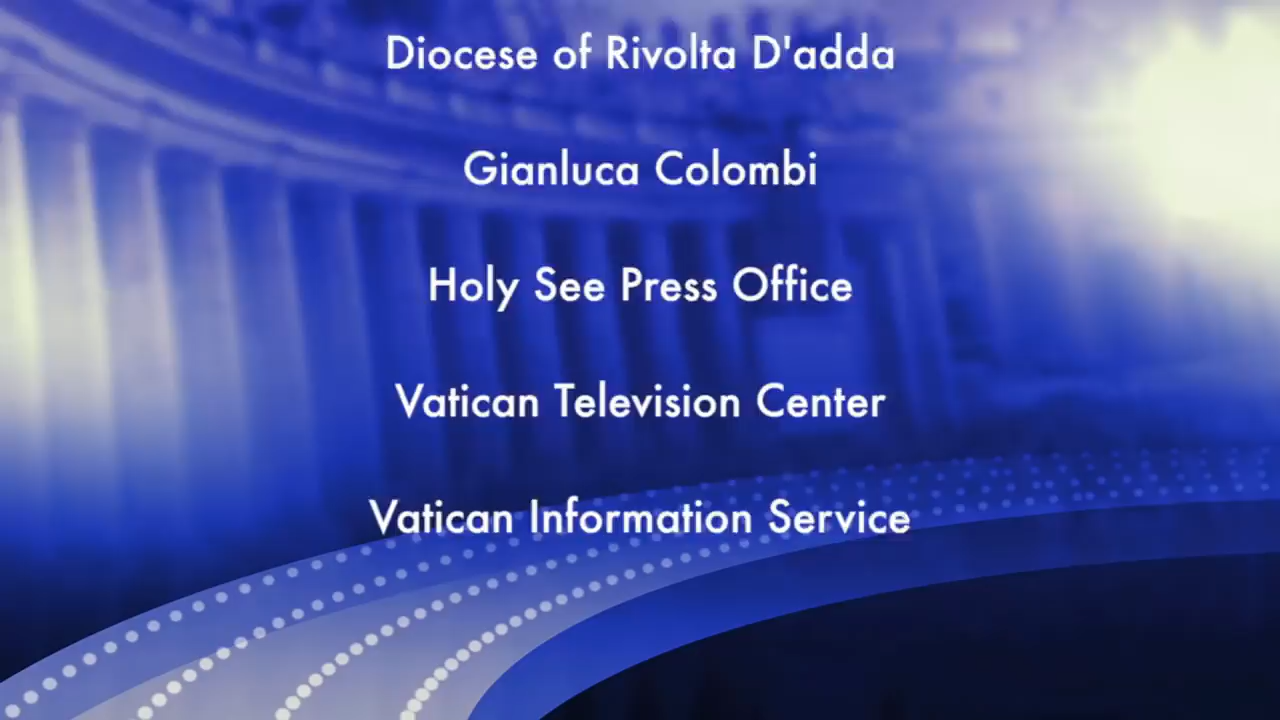 Diocese of Rivolta D'adda
Gianluca Colombi
Holy See Press Office
Vatican Television Center
Vatican Information Service